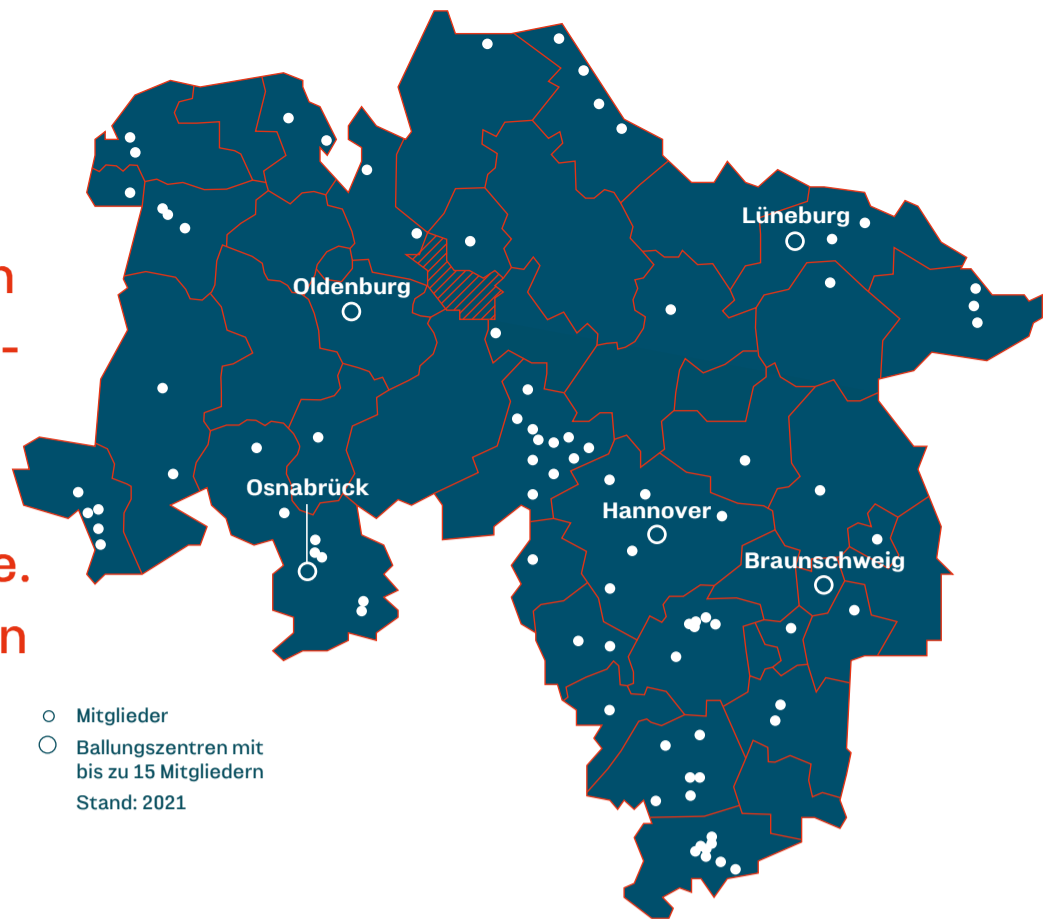 n
-
e.
n
Lüneburg
Oldenburg
Osnabrück
Hannover
Braunschweig
Mitglieder
Ballungszentren mit
bis zu 15 Mitgliedern
Stand: 2021